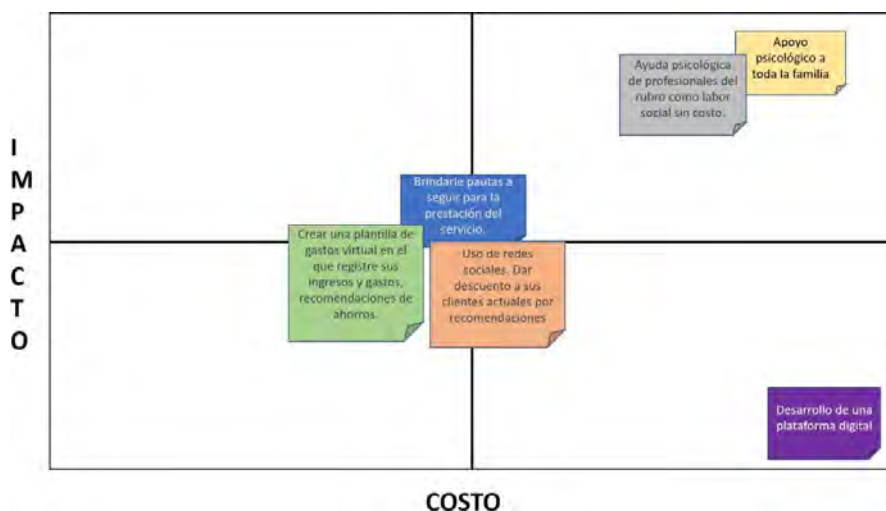 Apoyo
psicológico a
toda la familia
Ayuda psicológica
de profesionales del
rubro como labor
social sin costo.
Brindarle pautas a
seguir para la
prestación del
servicio.
Crear una plantilla de
gastos virtual en el
que registre sus
ingresos y gastos,
recomendaciones de
ahorros.
Uso de redes
sociales. Dar
descuento a sus
clientes actuales por
recomendaciones
Desarrollo de una
plataforma digital
IMPACTO
COSTO